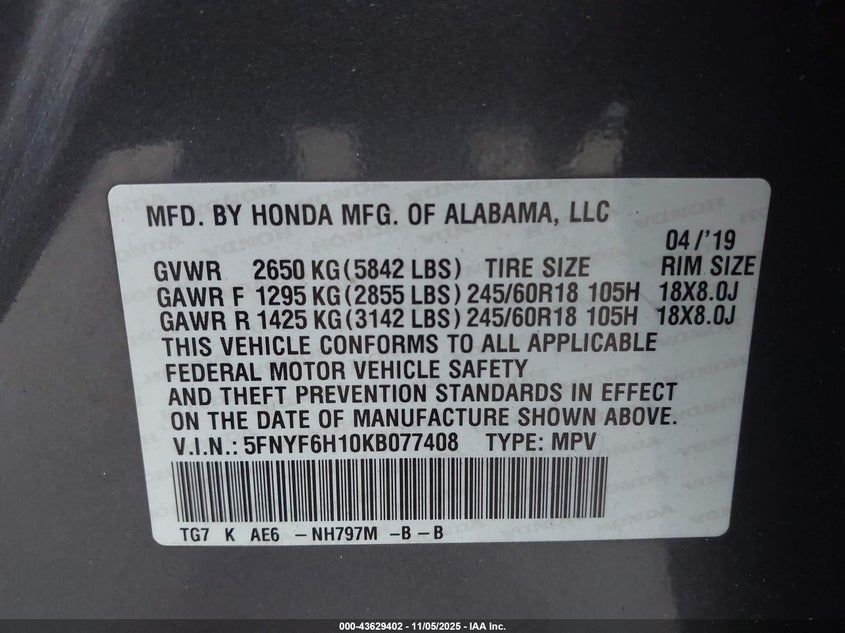 MFD. BY HONDA MFG. OF ALABAMA, LLC
04/'19
GVWR 2650 KG(5842 LBS) TIRE SIZE RIM SIZE
GAWR F 1295 KG(2855 LBS) 245/60R18 105H 18X8.0J
GAWR R 1425 KG(3142 LBS) 245/60R18 105H 18X8.0J
THIS VEHICLE CONFORMS TO ALL APPLICABLE
FEDERAL MOTOR VEHICLE SAFETY
AND THEFT PREVENTION STANDARDS IN EFFECT
ON THE DATE OF MANUFACTURE SHOWN ABOVE.
V.I.N.: 5FNYF6H10KB077408 TYPE: MPV
TG7 K AE6 -NH797M -B-B
000-43629402 - 11/05/2025 - IAA Inc.